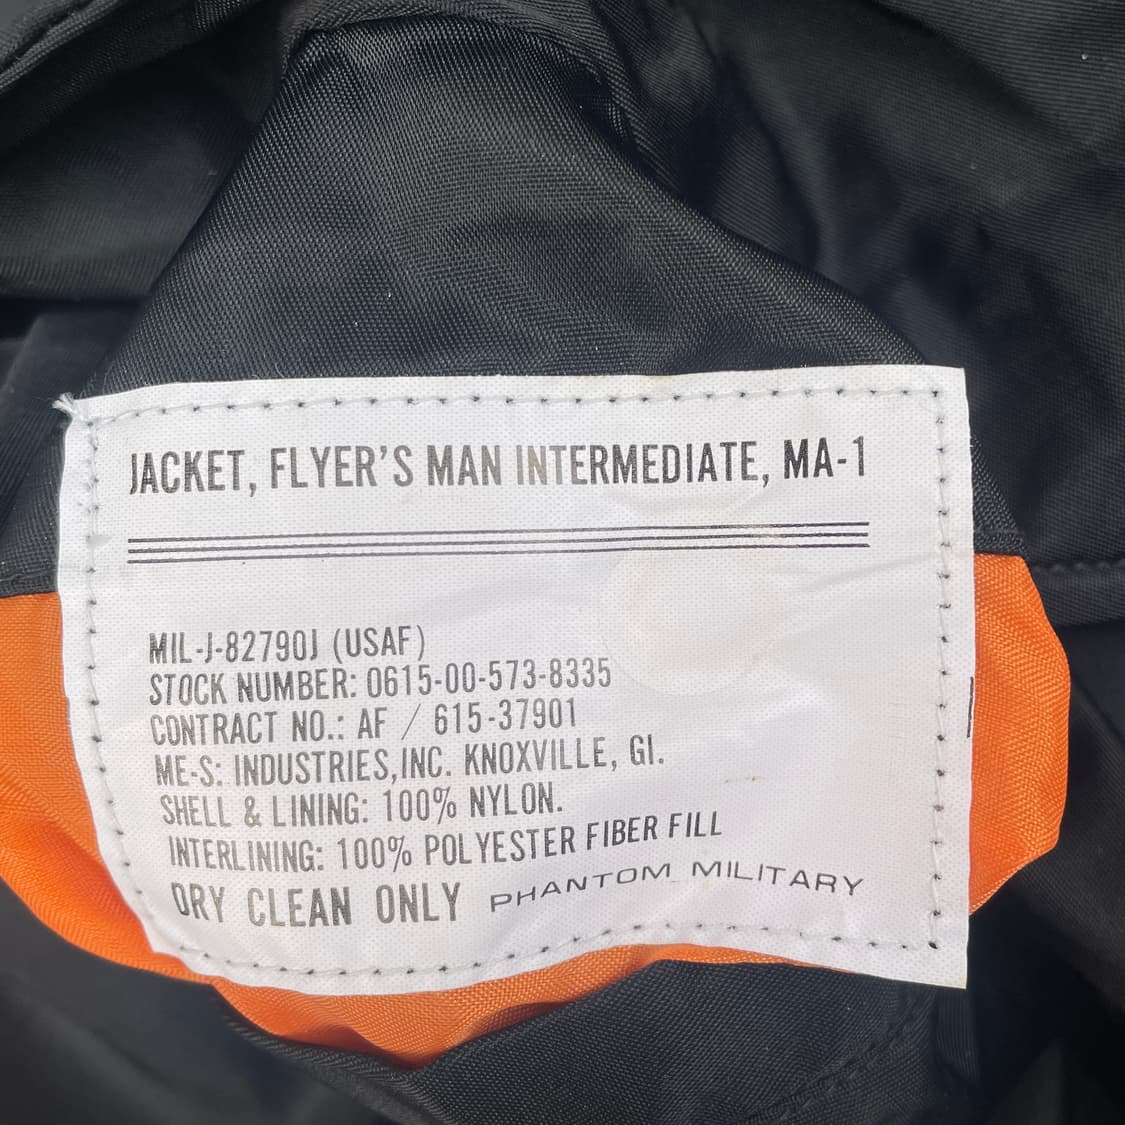 JACKET, FLYER'S MAN INTERMEDIATE, MA-1
MIL-J-82790J (USAF)
STOCK NUMBER: 0615-00-573-8335
CONTRACT NO.: AF / 615-37901
ME-S: INDUSTRIES,INC. KNOXVILLE, GI.
SHELL & LINING: 100% NYLON.
INTERLINING: 100% POLYESTER FIBER FILL
DRY CLEAN ONLY PHANTOM MILITARY